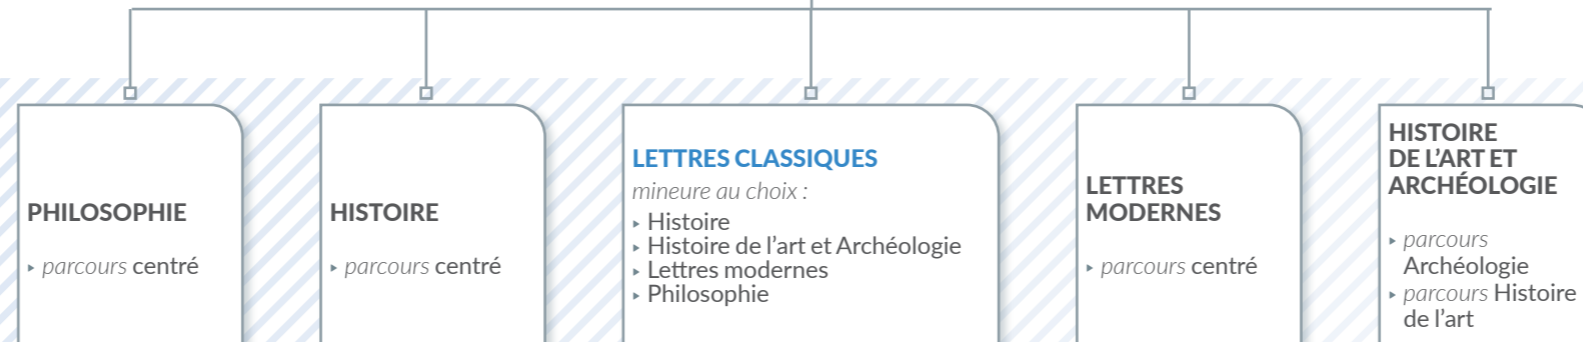 PHILOSOPHIE
▸ parcours centré
HISTOIRE
▸ parcours centré
LETTRES CLASSIQUES
mineure au choix :
▸ Histoire
▸ Histoire de l’art et Archéologie
▸ Lettres modernes
▸ Philosophie
LETTRES
MODERNES
▸ parcours centré
HISTOIRE
DE L’ART ET
ARCHÉOLOGIE
▸ parcours
Archéologie
▸ parcours Histoire
de l’art